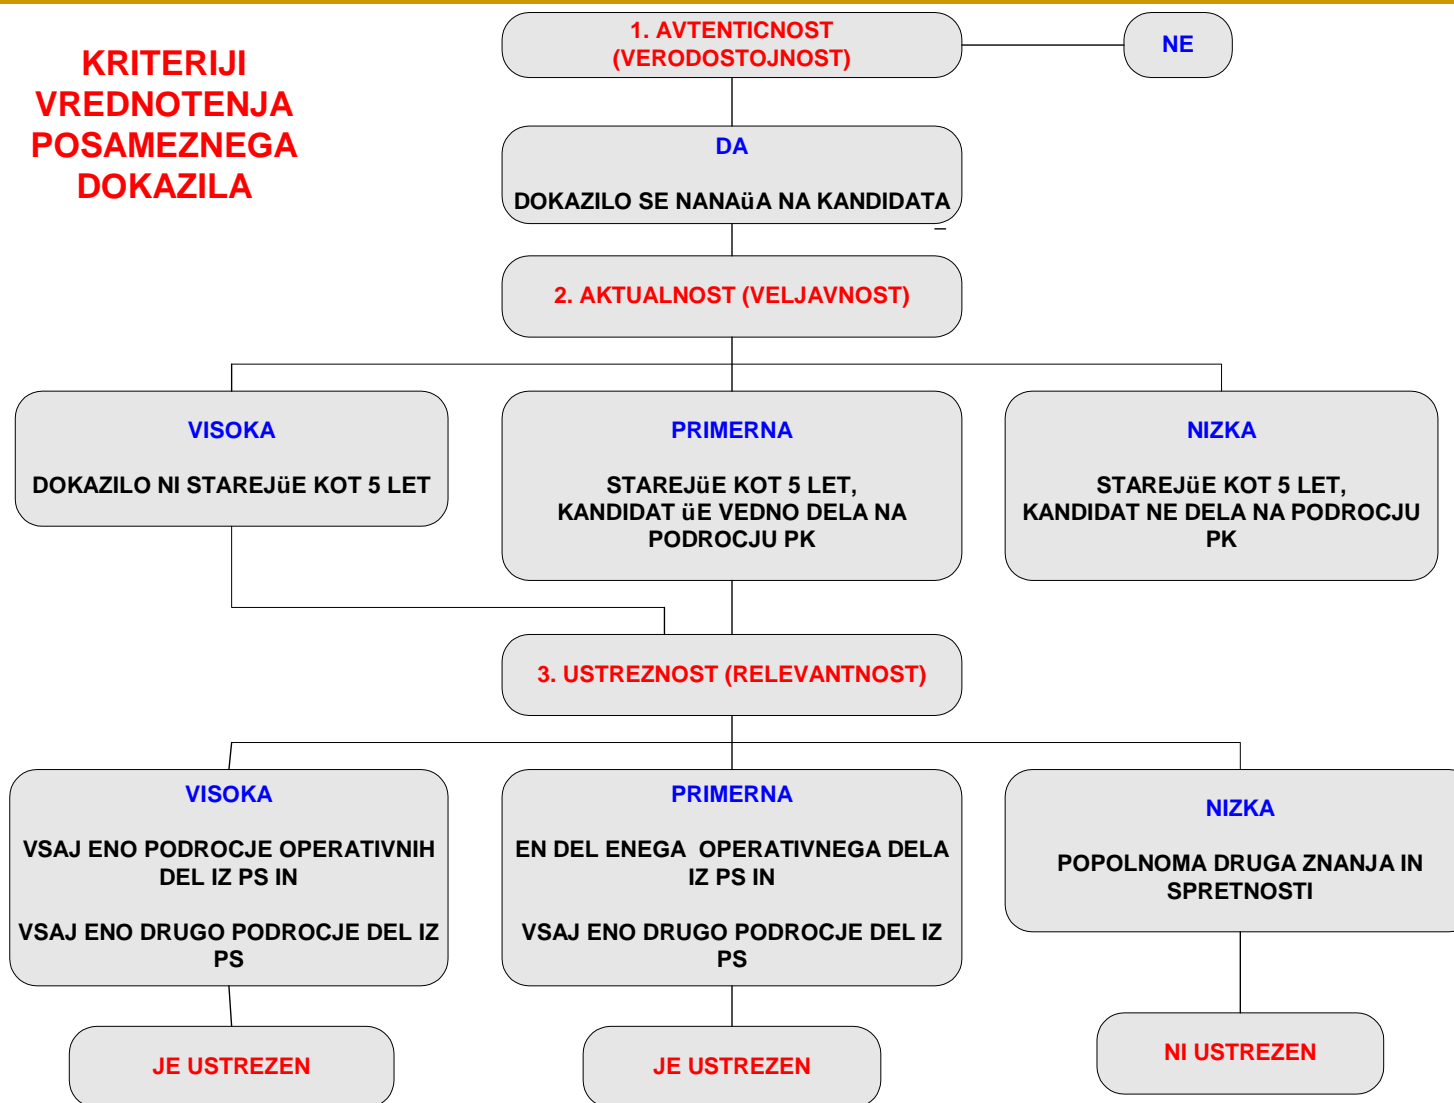 KRITERIJI
VREDNOTENJA
POSAMEZNEGA
DOKAZILA
1. AVTENTICNOST
(VERODOSTOJNOST)
NE
DA
DOKAZILO SE NANAüA NA KANDIDATA
2. AKTUALNOST (VELJAVNOST)
VISOKA
DOKAZILO NI STAREJüE KOT 5 LET
PRIMERNA
STAREJüE KOT 5 LET,
KANDIDAT üE VEDNO DELA NA
PODROCJU PK
NIZKA
STAREJüE KOT 5 LET,
KANDIDAT NE DELA NA PODROCJU
PK
3. USTREZNOST (RELEVANTNOST)
VISOKA
VSAJ ENO PODROCJE OPERATIVNIH
DEL IZ PS IN
VSAJ ENO DRUGO PODROCJE DEL IZ
PS
PRIMERNA
EN DEL ENEGA OPERATIVNEGA DELA
IZ PS IN
VSAJ ENO DRUGO PODROCJE DEL IZ
PS
NIZKA
POPOLNOMA DRUGA ZNANJA IN
SPRETNOSTI
JE USTREZEN
JE USTREZEN
NI USTREZEN